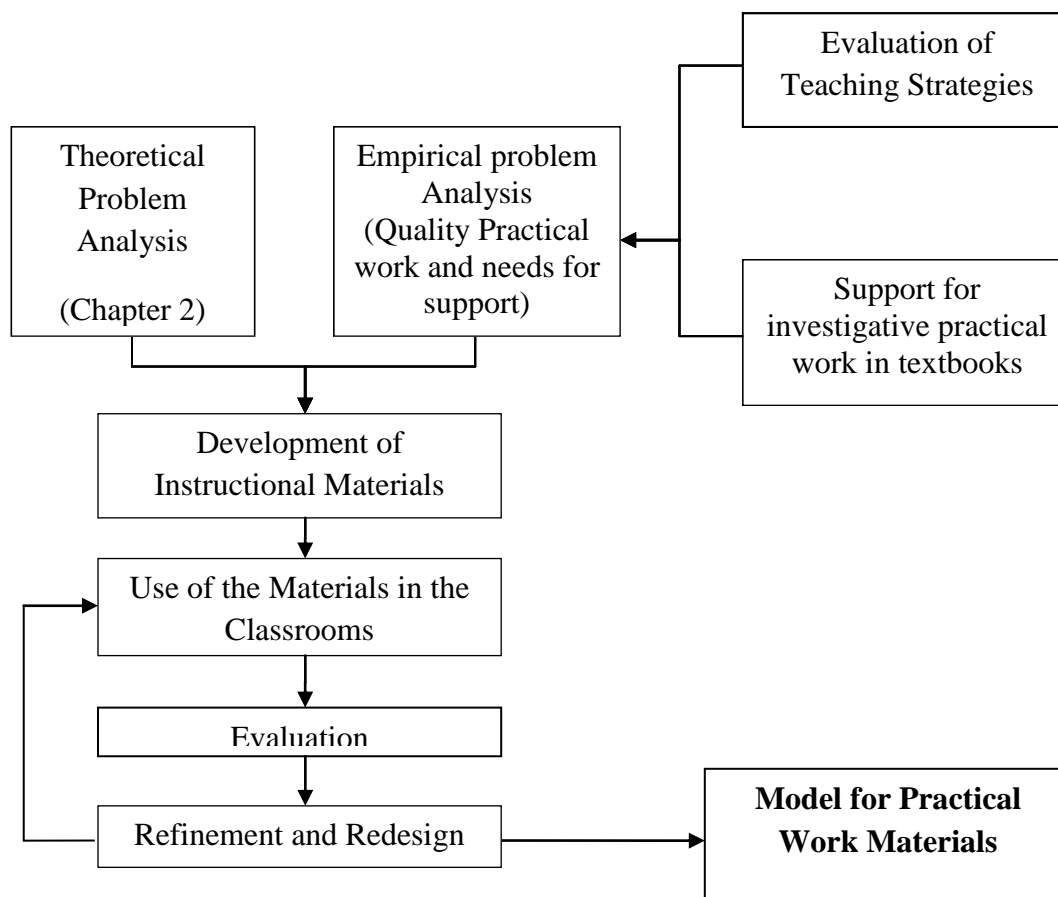 Evaluation of
Teaching Strategies
Theoretical
Problem
Analysis
(Chapter 2)
Empirical problem
Analysis
(Quality Practical
work and needs for
support)
Support for
investigative practical
work in textbooks
Development of
Instructional Materials
Use of the Materials in the
Classrooms
Evaluation
Refinement and Redesign
Model for Practical
Work Materials